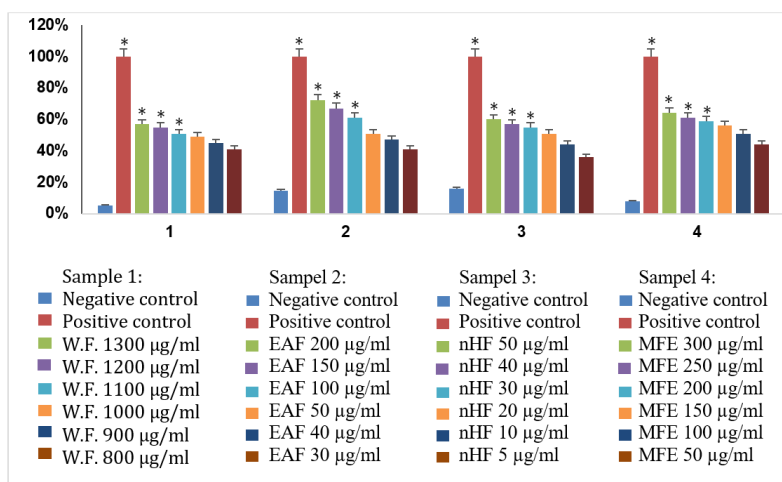 120%
100%
80%
60%
40%
20%
0%
* * * *
* * * *
* * * *
* * * *
1 2 3 4
Sample 1:
Negative control
Positive control
W.F. 1300 µg/ml
W.F. 1200 µg/ml
W.F. 1100 µg/ml
W.F. 1000 µg/ml
W.F. 900 µg/ml
W.F. 800 µg/ml
Sampel 2:
Negative control
Positive control
EAF 200 µg/ml
EAF 150 µg/ml
EAF 100 µg/ml
EAF 50 µg/ml
EAF 40 µg/ml
EAF 30 µg/ml
Sampel 3:
Negative control
Positive control
nHF 50 µg/ml
nHF 40 µg/ml
nHF 30 µg/ml
nHF 20 µg/ml
nHF 10 µg/ml
nHF 5 µg/ml
Sampel 4:
Negative control
Positive control
MFE 300 µg/ml
MFE 250 µg/ml
MFE 200 µg/ml
MFE 150 µg/ml
MFE 100 µg/ml
MFE 50 µg/ml